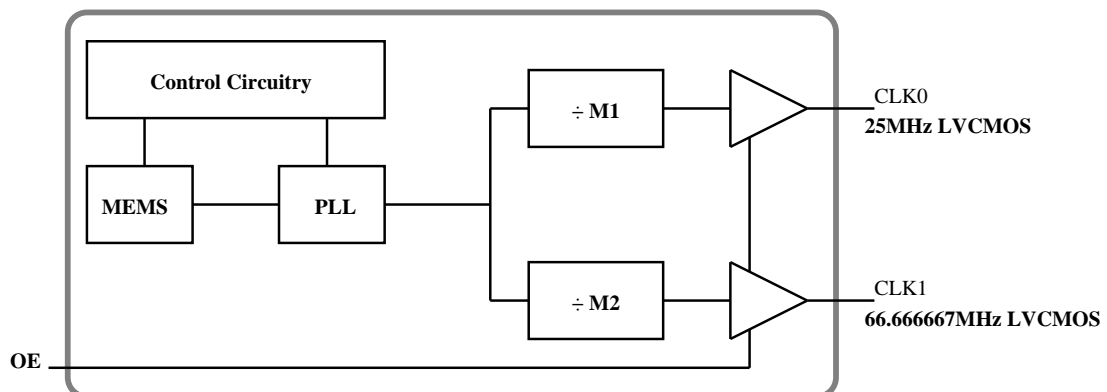 Control Circuitry
MEMS
PLL
÷ M1
÷ M2
CLK0
25MHz LVCMOS
CLK1
66.666667MHz LVCMOS
OE